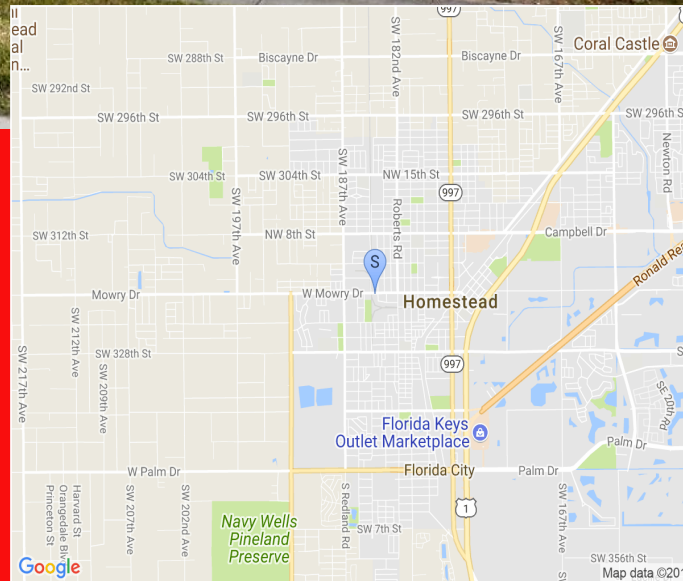 ead
al
n...
997
SW 182nd Ave
SW 167th Ave
Coral Castle
SW 288th St
Biscayne Dr
Biscayne Dr
SW 292nd St
SW 296th St
SW 296th St
SW 296th St
SW 296th S
Newton Rd
SW 187th Ave
SW 304th St
SW 304th St
NW 15th St
SW 197th Ave
997
Roberts Rd
SW 312th St
NW 8th St
Campbell Dr
S
Ronald Rea
Mowry Dr
W Mowry Dr
Homestead
SW 217th Ave
SW 212th Ave
SW 209th Ave
SW 328th St
997
S
SE 20th Rd
Florida Keys
Outlet Marketplace
Palm Dr
W Palm Dr
Florida City
Palm Dr
Harvard St
Orangedale Blv
Princeton St
SW 207th Ave
SW 202nd Ave
S Redland Rd
SW 167th Ave
1
Navy Wells
Pineland
Preserve
SW 7th St
SW 356th St
Google
Map data ©201